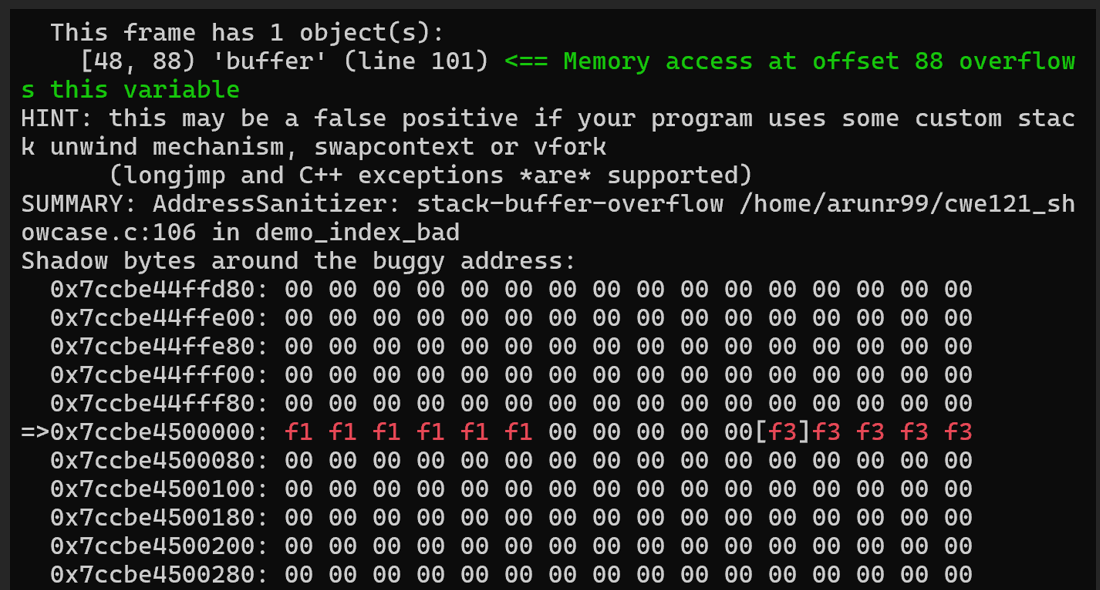 This frame has 1 object(s):
[48, 88) 'buffer' (line 101) <== Memory access at offset 88 overflow
s this variable
HINT: this may be a false positive if your program uses some custom stac
k unwind mechanism, swapcontext or vfork
(longjmp and C++ exceptions *are* supported)
SUMMARY: AddressSanitizer: stack-buffer-overflow /home/arunr99/cwe121_sh
owcase.c:106 in demo_index_bad
Shadow bytes around the buggy address:
0x7ccbe44ffd80: 00 00 00 00 00 00 00 00 00 00 00 00 00 00 00 00
0x7ccbe44ffe00: 00 00 00 00 00 00 00 00 00 00 00 00 00 00 00 00
0x7ccbe44ffe80: 00 00 00 00 00 00 00 00 00 00 00 00 00 00 00 00
0x7ccbe44fff00: 00 00 00 00 00 00 00 00 00 00 00 00 00 00 00 00
0x7ccbe44fff80: 00 00 00 00 00 00 00 00 00 00 00 00 00 00 00 00
=>0x7ccbe4500000: f1 f1 f1 f1 f1 f1 00 00 00 00 00[f3]f3 f3 f3 f3
0x7ccbe4500080: 00 00 00 00 00 00 00 00 00 00 00 00 00 00 00 00
0x7ccbe4500100: 00 00 00 00 00 00 00 00 00 00 00 00 00 00 00 00
0x7ccbe4500180: 00 00 00 00 00 00 00 00 00 00 00 00 00 00 00 00
0x7ccbe4500200: 00 00 00 00 00 00 00 00 00 00 00 00 00 00 00 00
0x7ccbe4500280: 00 00 00 00 00 00 00 00 00 00 00 00 00 00 00 00